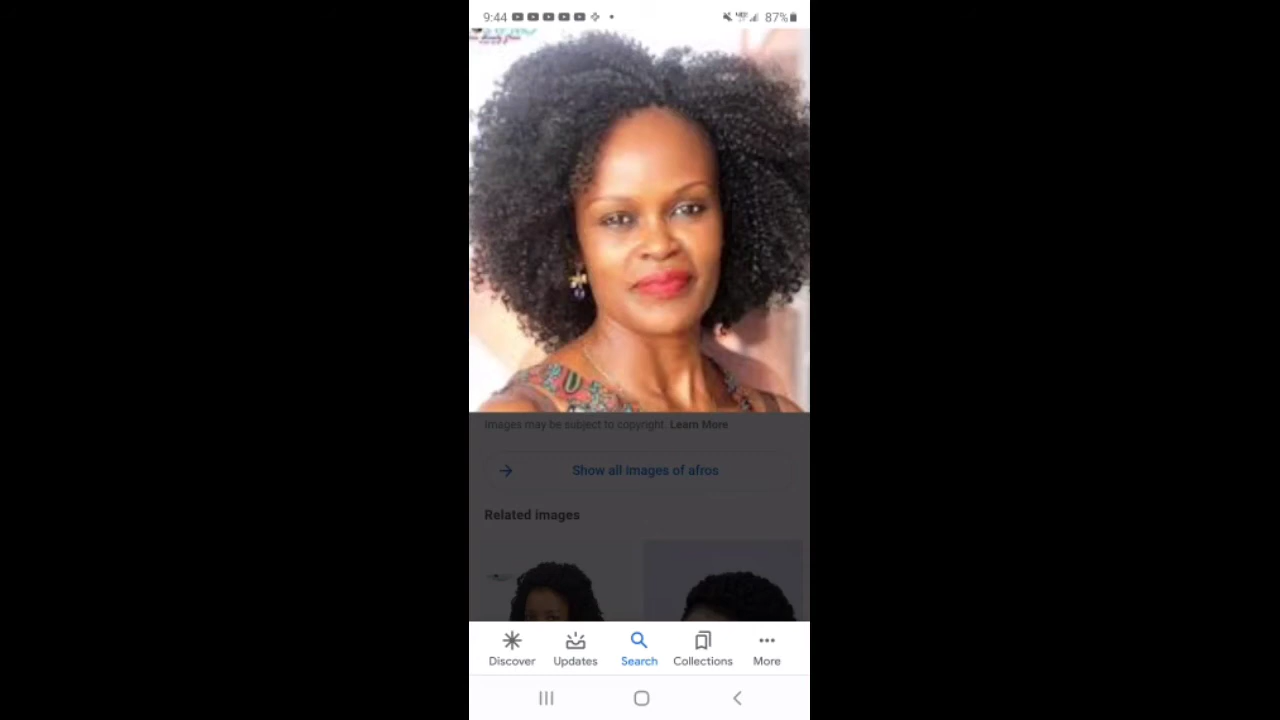 9:44
87%
Images may be subject to copyright. Learn More
Show all images of afros
Related images
Discover Updates Search Collections More